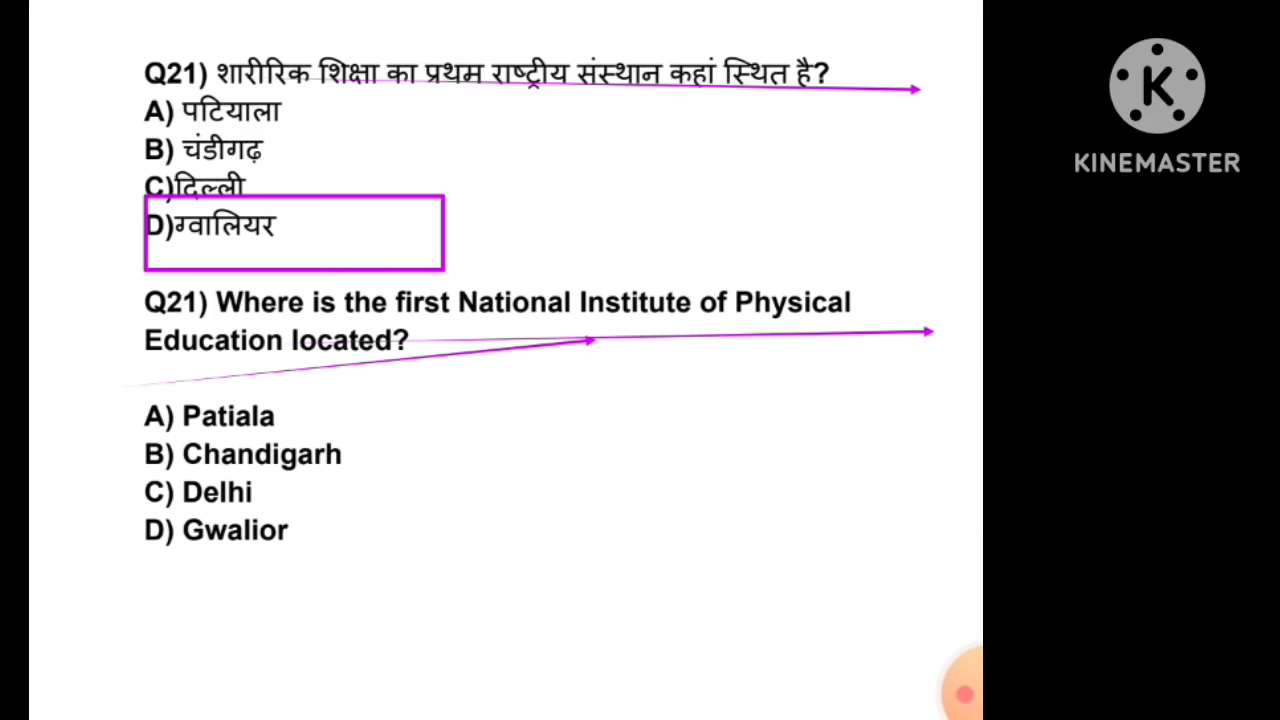 Q21) शारीरिक शिक्षा का प्रथम राष्ट्रीय संस्थान कहां स्थित है?
A) पटियाला
B) चंडीगढ़
C)दिल्ली
D)ग्वालियर
Q21) Where is the first National Institute of Physical
Education located?
A) Patiala
B) Chandigarh
C) Delhi
D) Gwalior
K
KINEMASTER